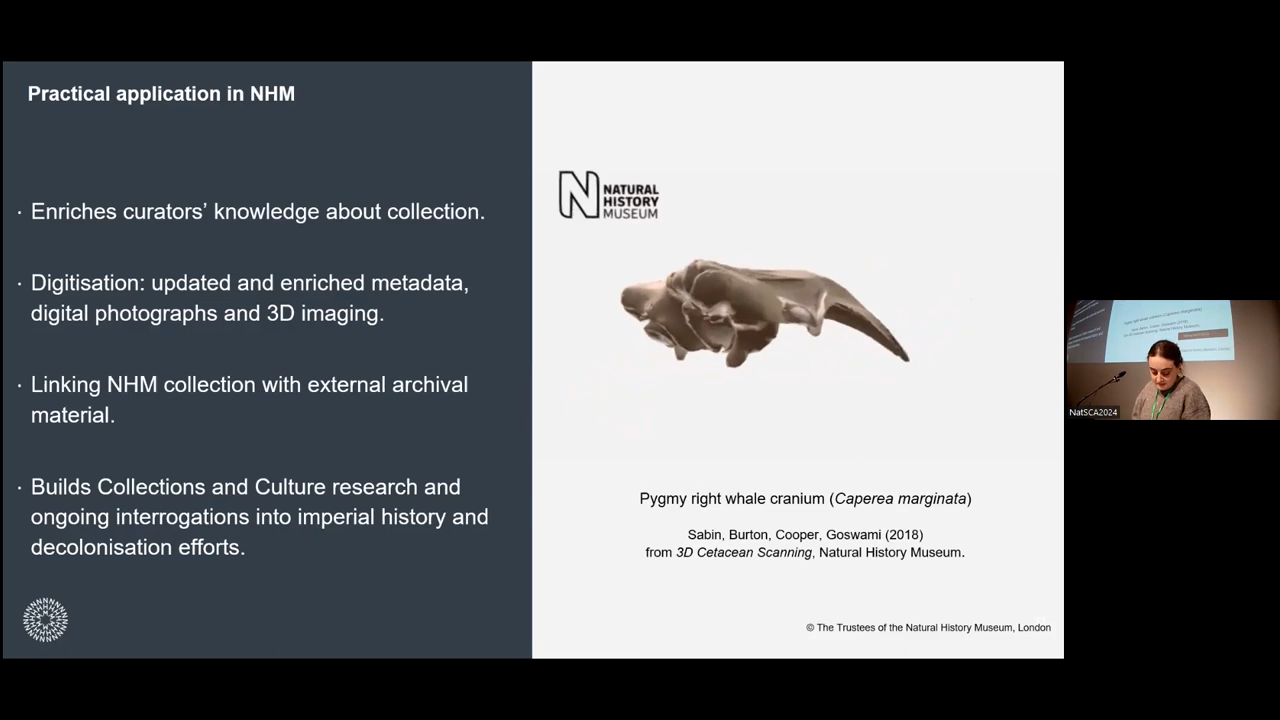 Practical application in NHM
· Enriches curators’ knowledge about collection.
· Digitisation: updated and enriched metadata,
digital photographs and 3D imaging.
· Linking NHM collection with external archival
material.
· Builds Collections and Culture research and
ongoing interrogations into imperial history and
decolonisation efforts.
NATURAL
HISTORY
MUSEUM
Pygmy right whale cranium (Caperea marginata)
Sabin, Burton, Cooper, Goswami (2018)
from 3D Cetacean Scanning, Natural History Museum.
© The Trustees of the Natural History Museum, London
NatSCA2024